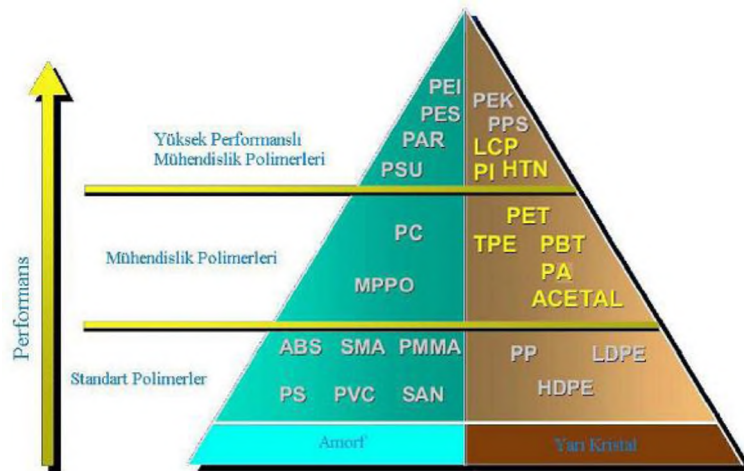 PEI
PEK
PES
PPS
Yüksek Performanslı
Mühendislik Polimerleri
PAR
LCP
PSU
PI HTN
PET
PC
TPE PBT
Mühendislik Polimerleri
PA
MPPO
ACETAL
ABS SMA PMMA
PP LDPE
Standart Polimerler
PS PVC SAN
HDPE
Amorf
Yarı Kristal
Performans